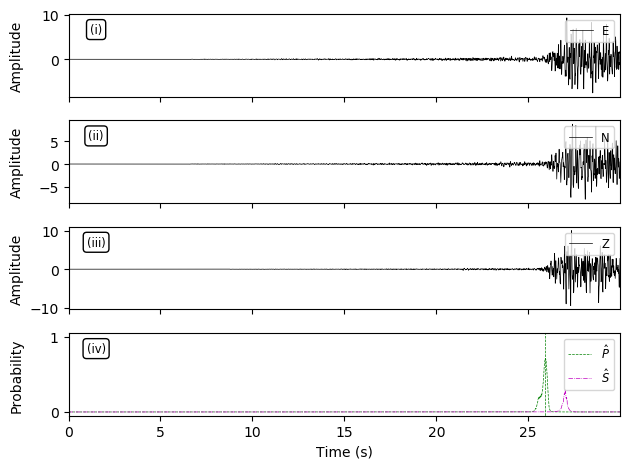 10
(i)
E
Amplitude
0
(ii)
N
5
Amplitude
0
−5
10
(iii)
Z
Amplitude
0
−10
1
(iv)
P̂
Ŝ
Probability
0
0 5 10 15 20 25
Time (s)